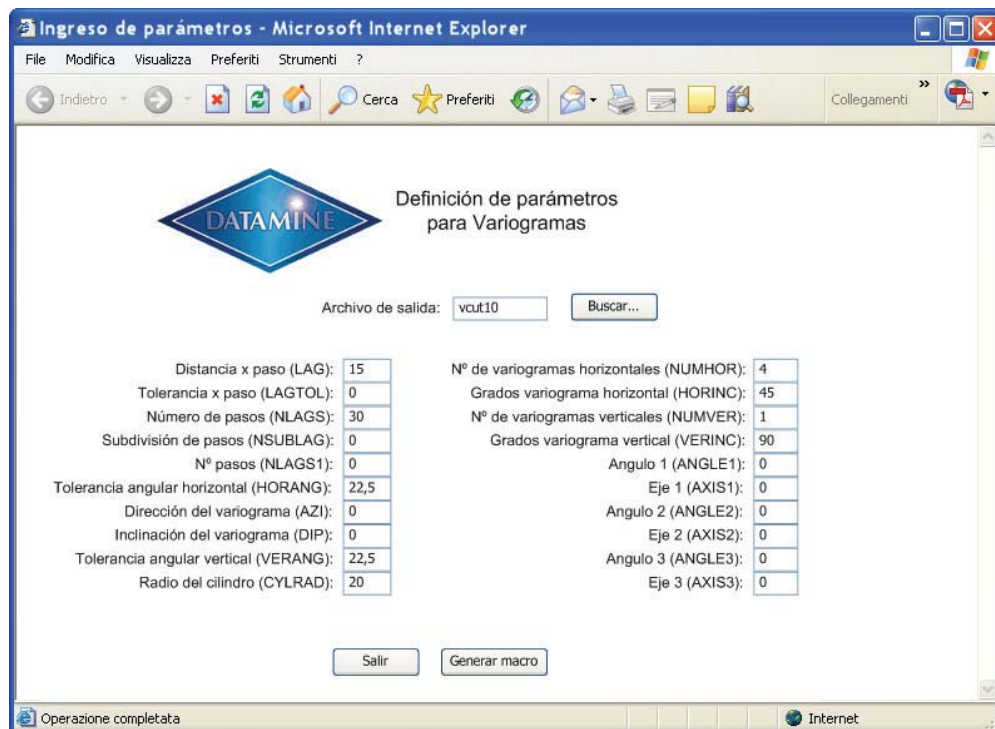 Ingreso de parámetros - Microsoft Internet Explorer
File Modifica Visualizza Preferiti Strumenti ?
Indietro Cerca Preferiti Collegamenti »
DATAMINE
Definición de parámetros
para Variogramas
Archivo de salida: vcut10 Buscar...
Distancia x paso (LAG): 15 Nº de variogramas horizontales (NUMHOR): 4
Tolerancia x paso (LAGTOL): 0 Grados variograma horizontal (HORINC): 45
Número de pasos (NLAGS): 30 Nº de variogramas verticales (NUMVER): 1
Subdivisión de pasos (NSUBLAG): 0 Grados variograma vertical (VERINC): 90
Nº pasos (NLAGS1): 0 Angulo 1 (ANGLE1): 0
Tolerancia angular horizontal (HORANG): 22,5 Eje 1 (AXIS1): 0
Dirección del variograma (AZI): 0 Angulo 2 (ANGLE2): 0
Inclinación del variograma (DIP): 0 Eje 2 (AXIS2): 0
Tolerancia angular vertical (VERANG): 22,5 Angulo 3 (ANGLE3): 0
Radio del cilindro (CYLRAD): 20 Eje 3 (AXIS3): 0
Salir Generar macro
Operazione completata Internet